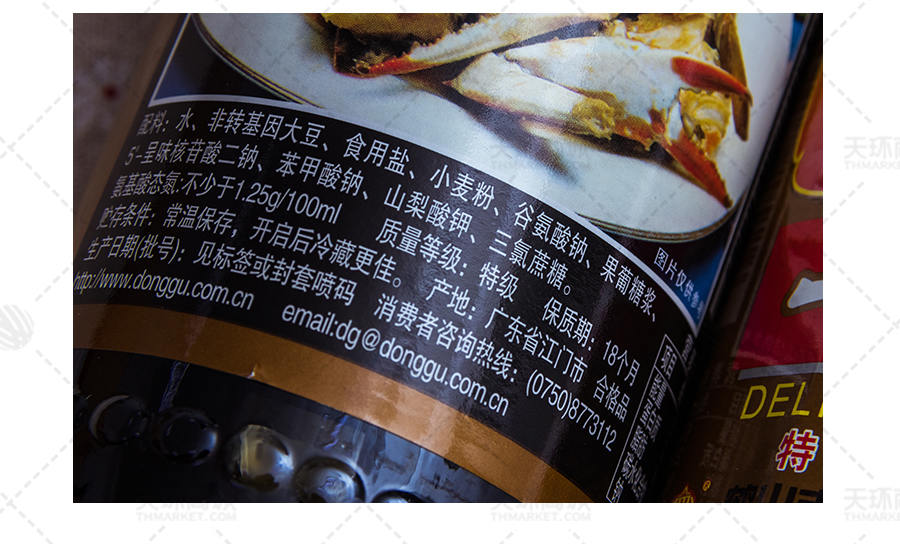 配料：水、非转基因大豆、食用盐、小麦粉、谷氨酸钠、果葡糖浆、
5'-呈味核苷酸二钠、苯甲酸钠、山梨酸钾、三氯蔗糖。
氨基酸态氮:不少于1.25g/100ml 质量等级：特级 保质期：18个月
贮存条件：常温保存，开启后冷藏更佳。 产地：广东省江门市 合格品
生产日期(批号)：见标签或封套喷码 消费者咨询热线：(0750)8773112
http://www.donggu.com.cn email:dg@donggu.com.cn
图片仅供参考
DEL
特
天环商城
THMARKET.COM